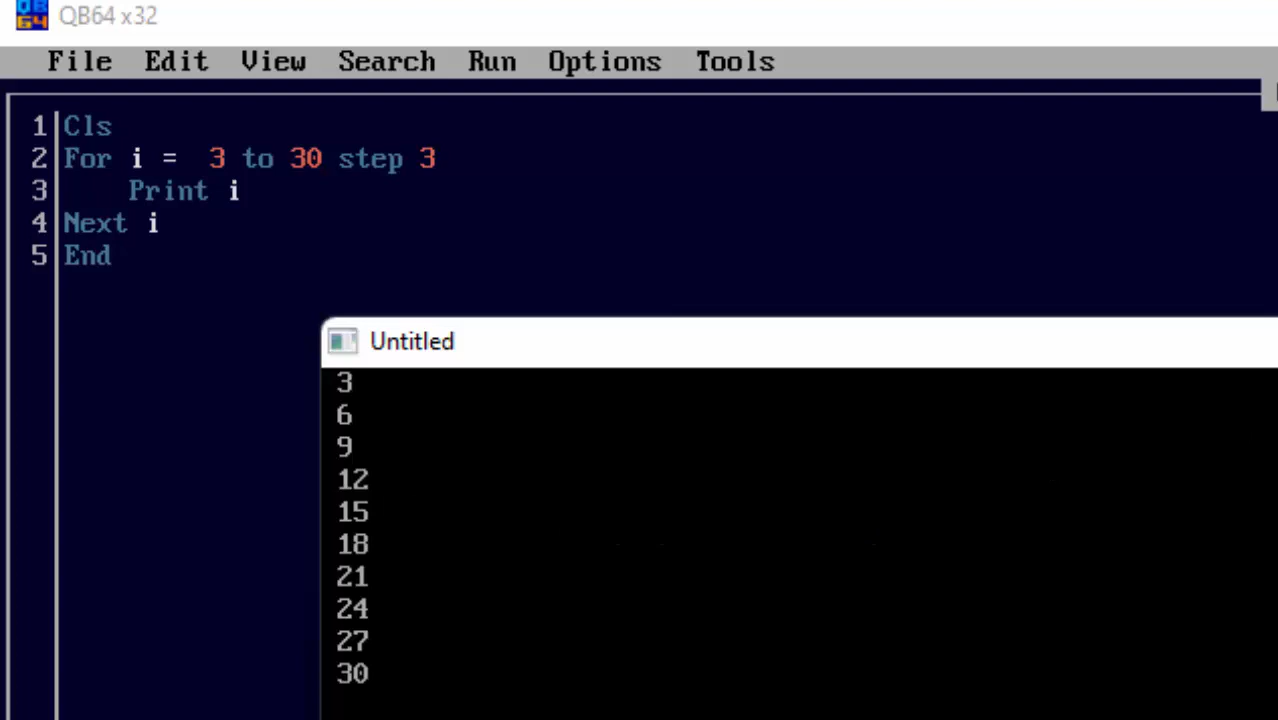 QB64 x32
File Edit View Search Run Options Tools
1 Cls
2 For i = 3 to 30 step 3
3 Print i
4 Next i
5 End
Untitled
3
6
9
12
15
18
21
24
27
30